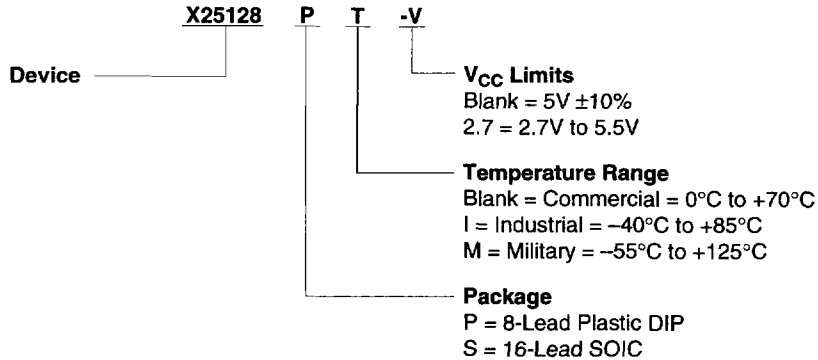 X25128 P T -V
Device
VCC Limits
Blank = 5V ±10%
2.7 = 2.7V to 5.5V
Temperature Range
Blank = Commercial = 0°C to +70°C
I = Industrial = –40°C to +85°C
M = Military = –55°C to +125°C
Package
P = 8-Lead Plastic DIP
S = 16-Lead SOIC